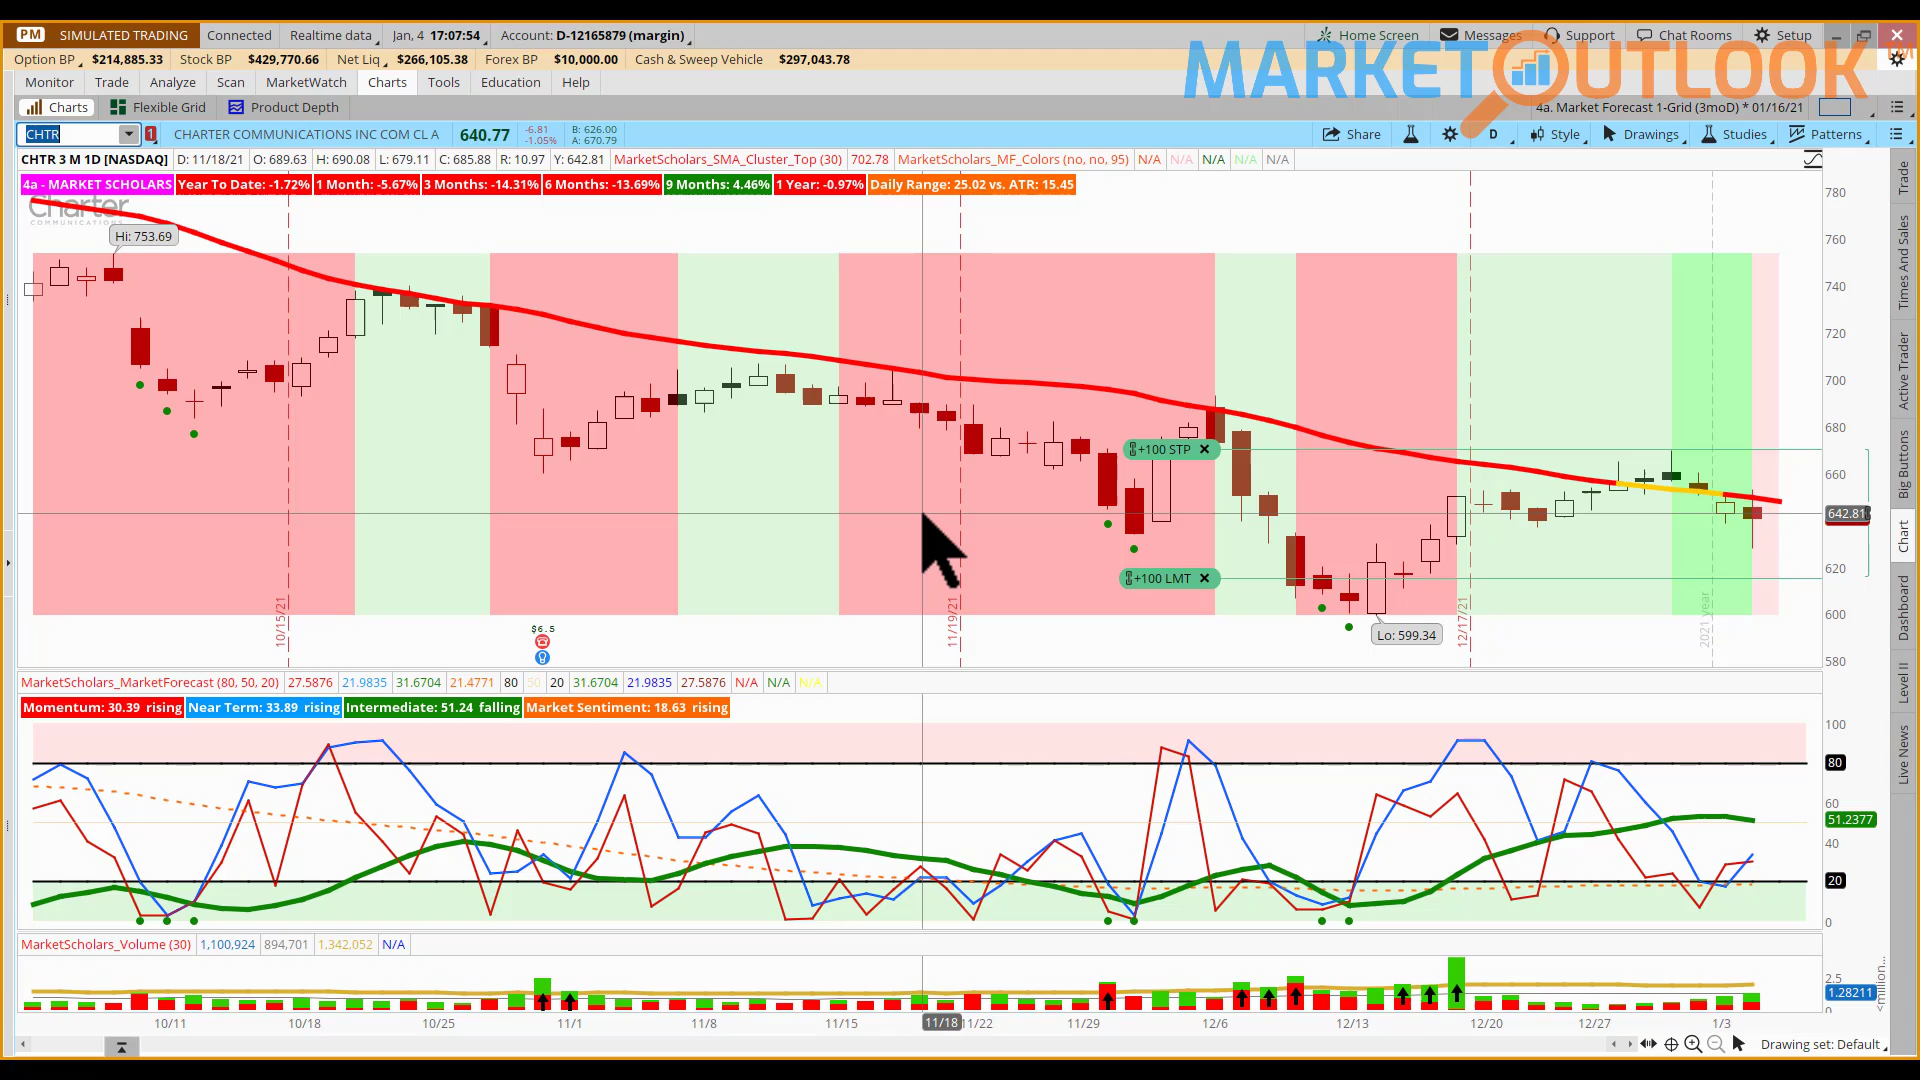 PM SIMULATED TRADING Connected Realtime data Jan, 4 17:07:54 Account: D-12165879 (margin) Home Screen Messages Support Chat Rooms Setup
Option BP $214,885.33 Stock BP $429,770.66 Net Liq $266,105.38 Forex BP $10,000.00 Cash & Sweep Vehicle $297,043.78
MARKET OUTLOOK
Monitor Trade Analyze Scan MarketWatch Charts Tools Education Help
Charts Flexible Grid Product Depth 4a. Market Forecast 1-Grid (3moD) * 01/16/21
CHTR 1 CHARTER COMMUNICATIONS INC COM CL A 640.77 -6.81 -1.05% B: 626.00 A: 670.79 Share D Style Drawings Studies Patterns
CHTR 3 M 1D [NASDAQ] D: 11/18/21 O: 689.63 H: 690.08 L: 679.11 C: 685.88 R: 10.97 Y: 642.81 MarketScholars_SMA_Cluster_Top (30) 702.78 MarketScholars_MF_Colors (no, no, 95) N/A N/A N/A N/A N/A
4a - MARKET SCHOLARS Year To Date: -1.72% 1 Month: -5.67% 3 Months: -14.31% 6 Months: -13.69% 9 Months: 4.46% 1 Year: -0.97% Daily Range: 25.02 vs. ATR: 15.45
Charter
COMMUNICATIONS
Hi: 753.69
+100 STP
+100 LMT
Lo: 599.34
10/15/21
11/19/21
12/17/21
2021 year
$6.5
780
760
740
720
700
680
660
642.81
620
600
580
MarketScholars_MarketForecast (80, 50, 20) 27.5876 21.9835 31.6704 21.4771 80 50 20 31.6704 21.9835 27.5876 N/A N/A N/A
Momentum: 30.39 rising Near Term: 33.89 rising Intermediate: 51.24 falling Market Sentiment: 18.63 rising
100
80
60
51.2377
40
20
0
MarketScholars_Volume (30) 1,100,924 894,701 1,342,052 N/A
2.5
1.28211
0
<million...
10/11 10/18 10/25 11/1 11/8 11/15 11/18 11/22 11/29 12/6 12/13 12/20 12/27 1/3
Drawing set: Default
Trade
Times And Sales
Active Trader
Big Buttons
Chart
Dashboard
Level II
Live News